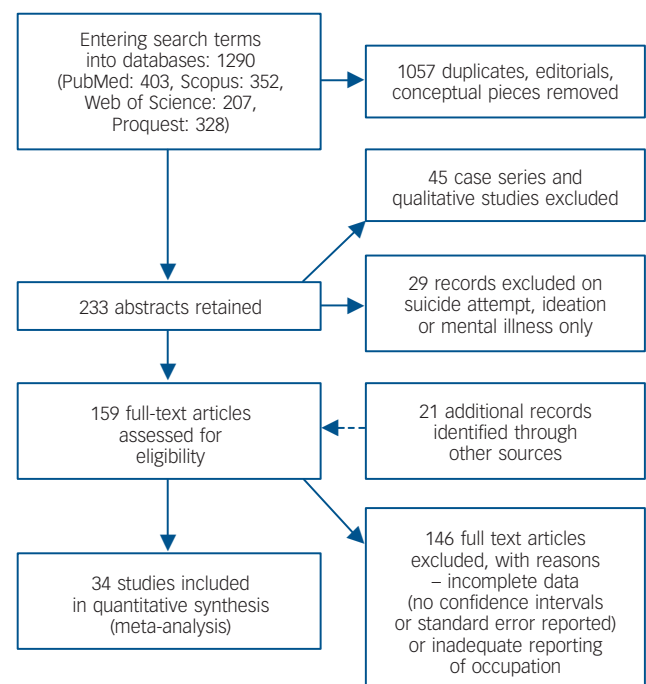 Entering search terms
into databases: 1290
(PubMed: 403, Scopus: 352,
Web of Science: 207,
Proquest: 328)
1057 duplicates, editorials,
conceptual pieces removed
45 case series and
qualitative studies excluded
233 abstracts retained
29 records excluded on
suicide attempt, ideation
or mental illness only
159 full-text articles
assessed for
eligibility
21 additional records
identified through
other sources
34 studies included
in quantitative synthesis
(meta-analysis)
146 full text articles
excluded, with reasons
– incomplete data
(no confidence intervals
or standard error reported)
or inadequate reporting
of occupation